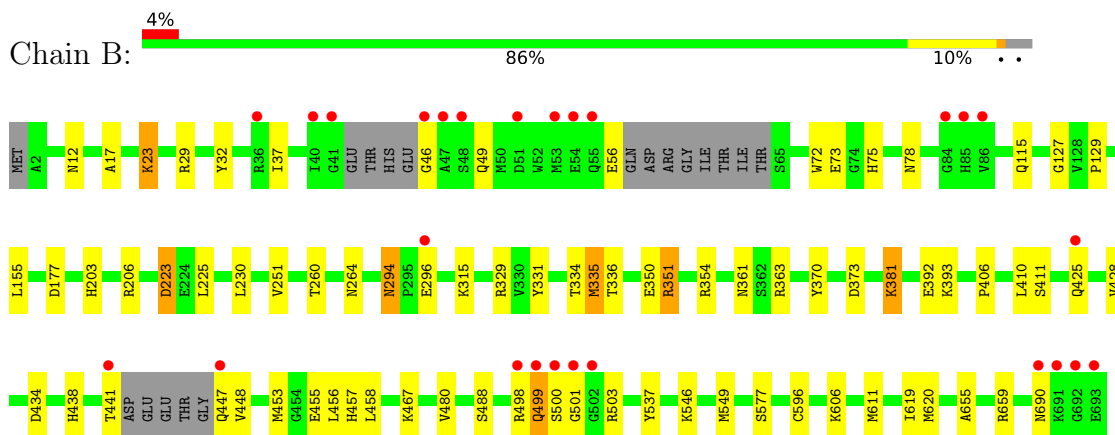 4%
Chain B:
86% 10% • •
MET A2 N12 A17 K23 R29 Y32 R36 I37 I40 G41 GLU THR HIS GLU G46 A47 S48 Q49 M50 D51 W52 M53 E54 Q55 E56 GLN ASP ARG GLY ILE THR ILE THR S65 W72 E73 G74 H75 N78 G84 H85 V86 Q115 G127 V128 P129
L155 D177 H203 R206 D223 E224 L225 L230 V251 T260 N264 N294 P295 E296 K315 R329 V330 Y331 T334 M335 T336 E350 R351 R354 N361 S362 R363 Y370 D373 K381 E392 K393 P406 L410 S411 Q425 V428
D434 H438 T441 ASP GLU GLU THR GLY Q447 V448 M453 G454 E455 L456 H457 L458 K467 V480 S488 R498 Q499 S500 G501 G502 R503 Y537 K546 M549 S577 C596 K606 M611 I619 M620 A655 R659 N690 K691 G692 E693